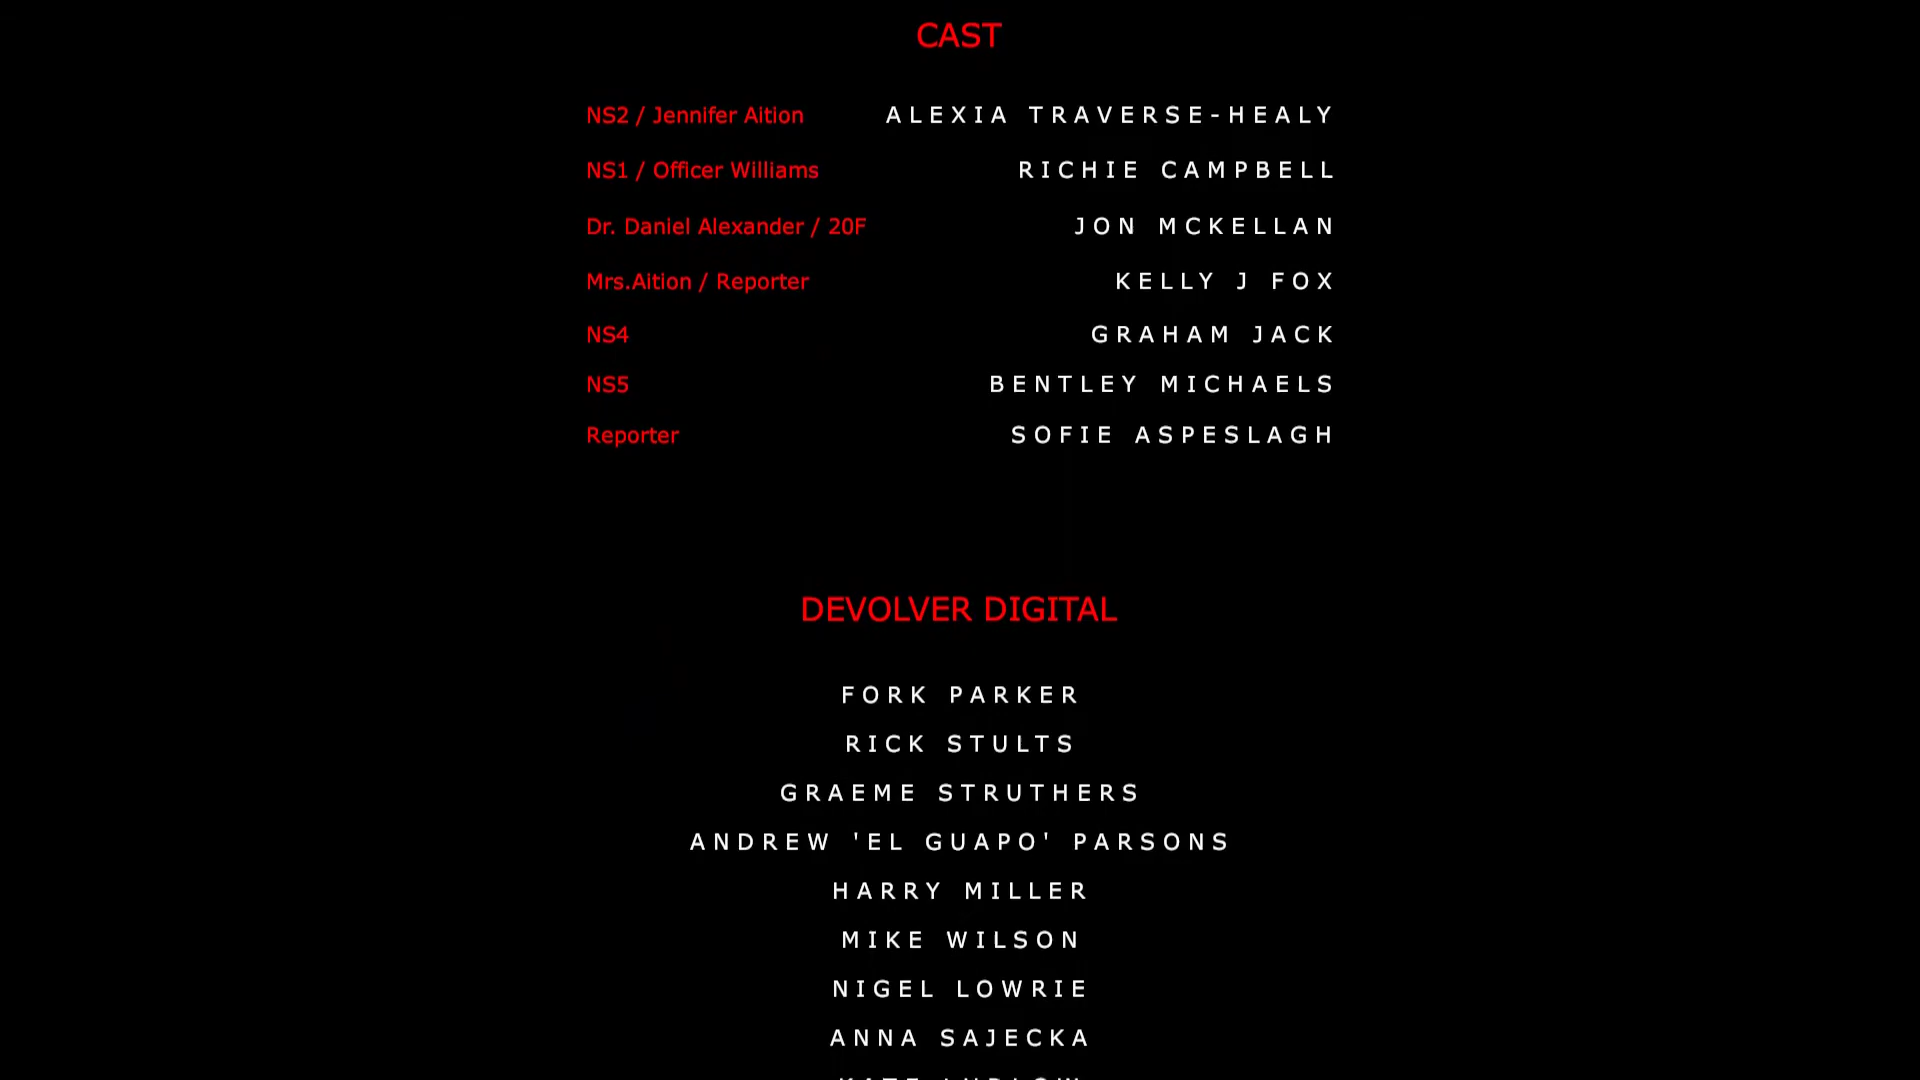 CAST
NS2 / Jennifer Aition ALEXIA TRAVERSE-HEALY
NS1 / Officer Williams RICHIE CAMPBELL
Dr. Daniel Alexander / 20F JON MCKELLAN
Mrs.Aition / Reporter KELLY J FOX
NS4 GRAHAM JACK
NS5 BENTLEY MICHAELS
Reporter SOFIE ASPESLAGH
DEVOLVER DIGITAL
FORK PARKER
RICK STULTS
GRAEME STRUTHERS
ANDREW 'EL GUAPO' PARSONS
HARRY MILLER
MIKE WILSON
NIGEL LOWRIE
ANNA SAJECKA